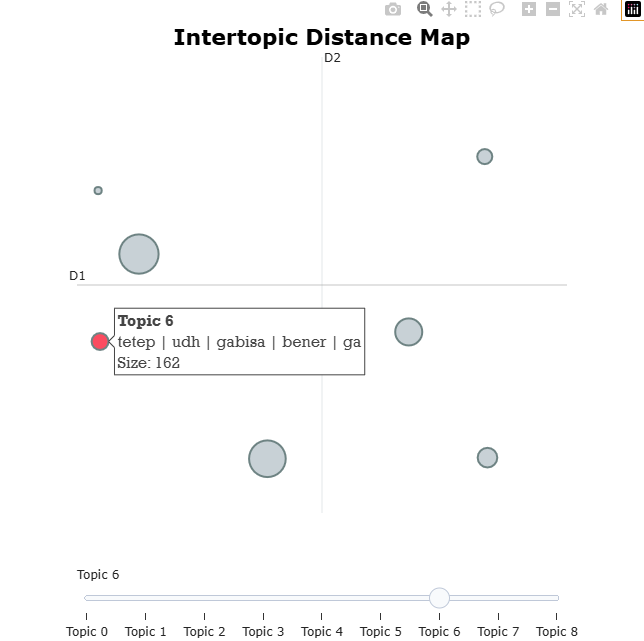 Intertopic Distance Map
D2
D1
Topic 6
tetep | udh | gabisa | bener | ga
Size: 162
Topic 6
Topic 0 Topic 1 Topic 2 Topic 3 Topic 4 Topic 5 Topic 6 Topic 7 Topic 8